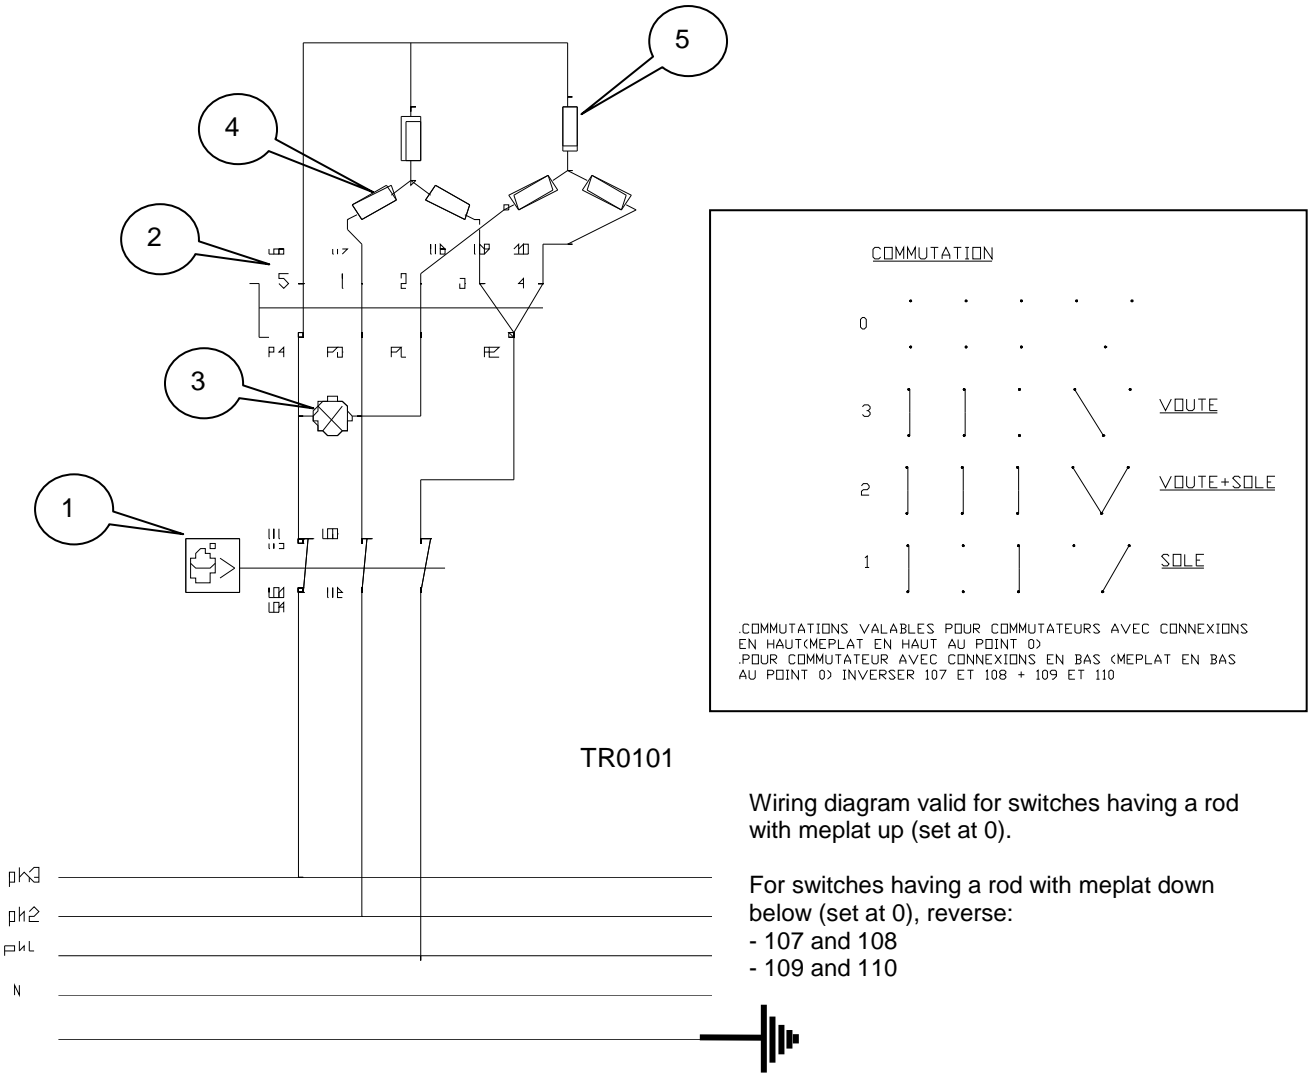 5
4
2
5 1 2 3 4
P4
3
1
COMMUTATION
0
3 VOUTE
2 VOUTE+SOLE
1 SOLE
.COMMUTATIONS VALABLES POUR COMMUTATEURS AVEC CONNEXIONS
EN HAUT(MEPLAT EN HAUT AU POINT 0)
.POUR COMMUTATEUR AVEC CONNEXIONS EN BAS (MEPLAT EN BAS
AU POINT 0) INVERSER 107 ET 108 + 109 ET 110
TR0101
Wiring diagram valid for switches having a rod
with meplat up (set at 0).
For switches having a rod with meplat down
below (set at 0), reverse:
- 107 and 108
- 109 and 110
ph3
ph2
N